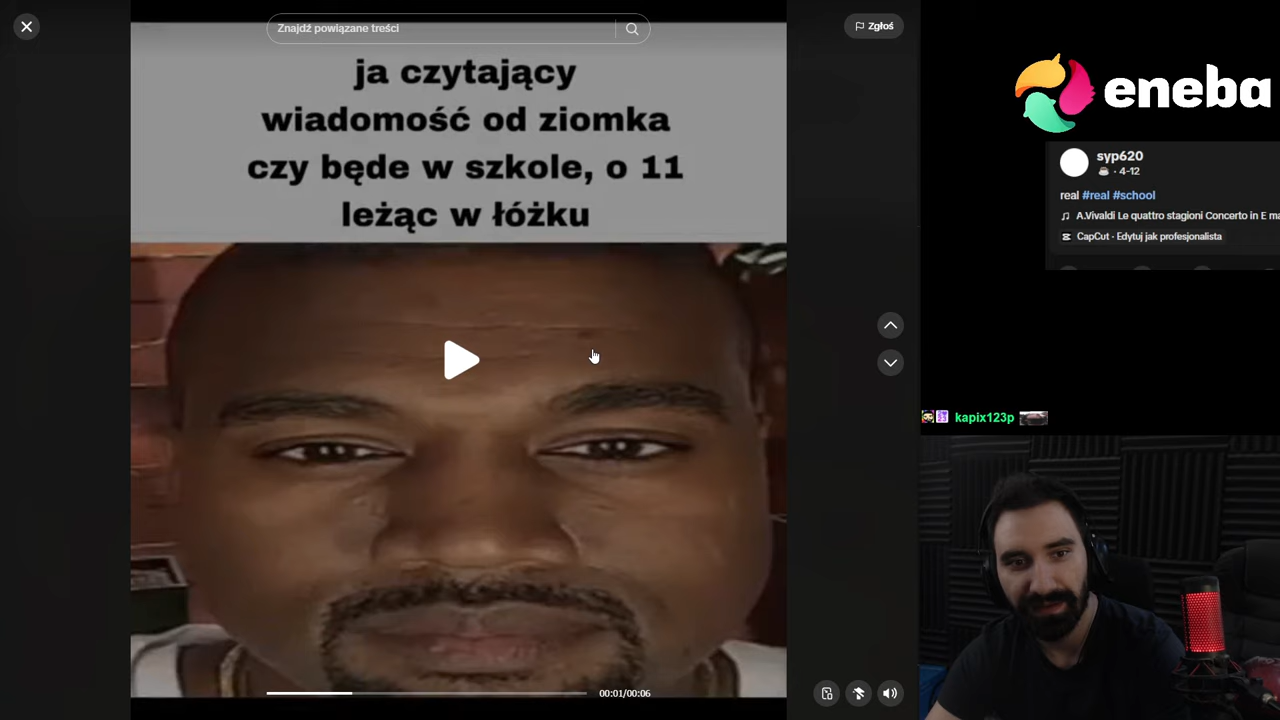 Znajdź powiązane treści
Zgłoś
ja czytający
wiadomość od ziomka
czy będe w szkole, o 11
leżąc w łóżku
00:01/00:06
eneba
syp620
· 4-12
real #real #school
A.Vivaldi Le quattro stagioni Concerto in E ma
CapCut - Edytuj jak profesjonalista
kapix123p